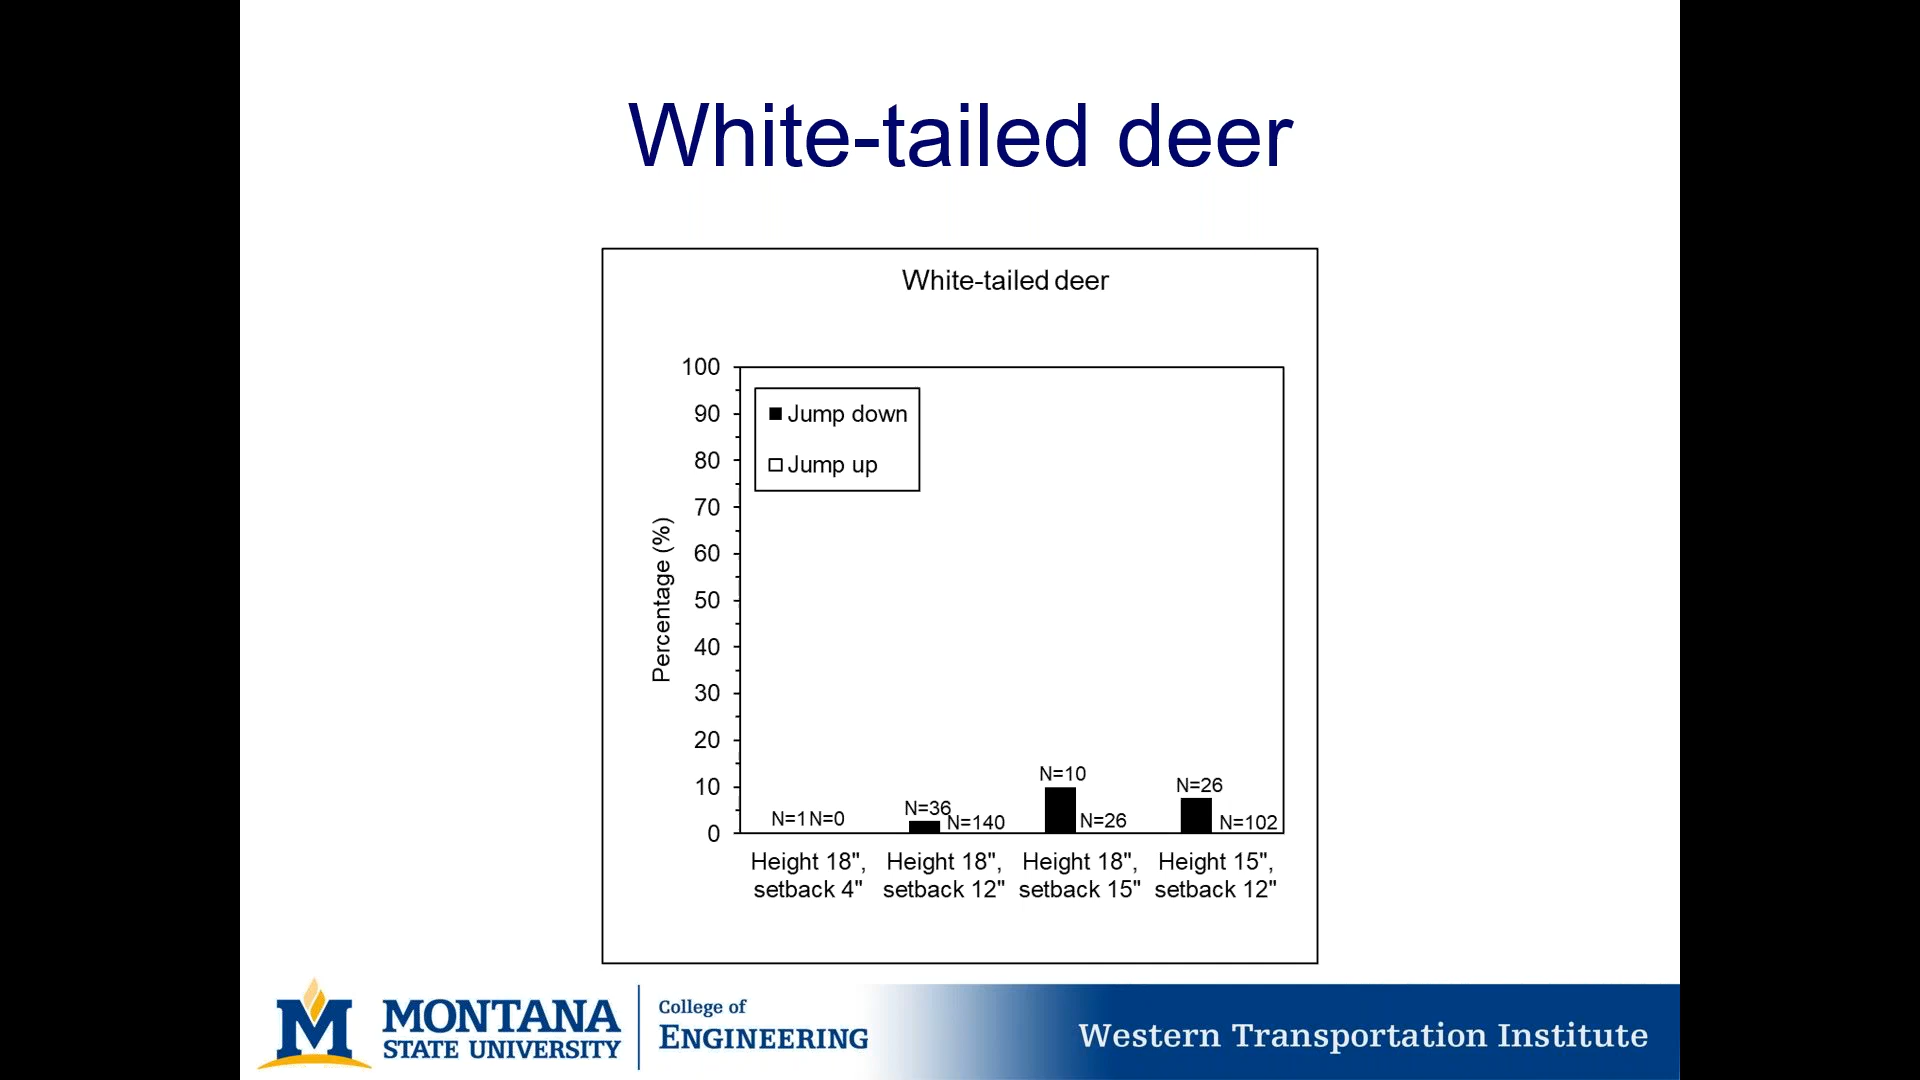 White-tailed deer
White-tailed deer
100
90
80
70
60
50
40
30
20
10
0
Percentage (%)
Jump down
Jump up
N=1 N=0
N=36
N=140
N=10
N=26
N=26
N=102
Height 18", setback 4"
Height 18", setback 12"
Height 18", setback 15"
Height 15", setback 12"
M
MONTANA
STATE UNIVERSITY
College of
ENGINEERING
Western Transportation Institute